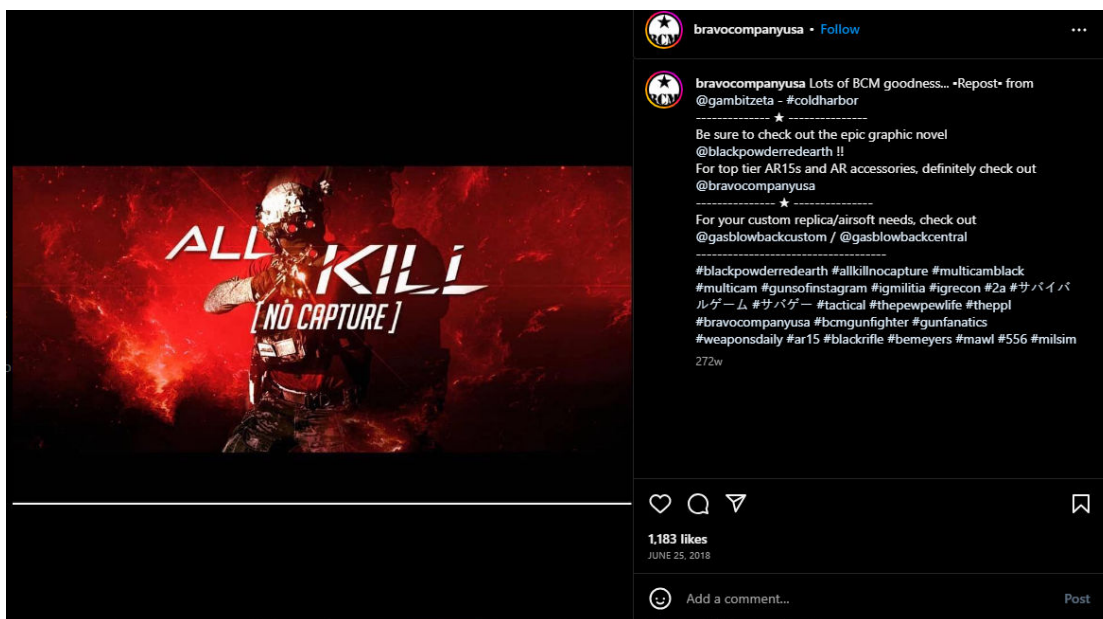 ALL KILL
[NO CAPTURE]
BCM
bravocompanyusa • Follow
BCM
bravocompanyusa Lots of BCM goodness... •Repost• from
@gambitzeta - #coldharbor
-------------- ★ ---------------
Be sure to check out the epic graphic novel
@blackpowderredearth !!
For top tier AR15s and AR accessories, definitely check out
@bravocompanyusa
--------------- ★ ---------------
For your custom replica/airsoft needs, check out
@gasblowbackcustom / @gasblowbackcentral
------------------------------------
#blackpowderredearth #allkillnocapture #multicamblack
#multicam #gunsofinstagram #igmilitia #igrecon #2a #サバイバ
ルゲーム #サバゲー #tactical #thepewpewlife #theppl
#bravocompanyusa #bcmgunfighter #gunfanatics
#weaponsdaily #ar15 #blackrifle #bemeyers #mawl #556 #milsim
272w
1,183 likes
JUNE 25, 2018
Add a comment...
Post